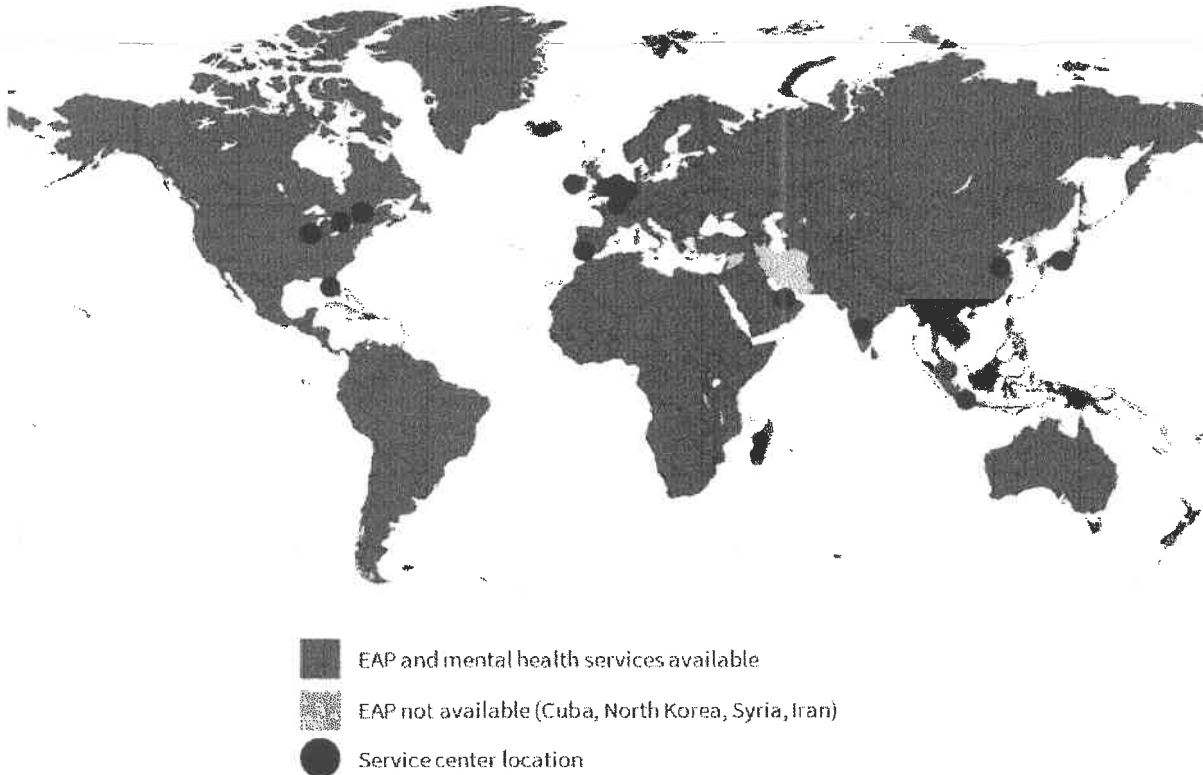 EAP and mental health services available
EAP not available (Cuba, North Korea, Syria, Iran)
Service center location